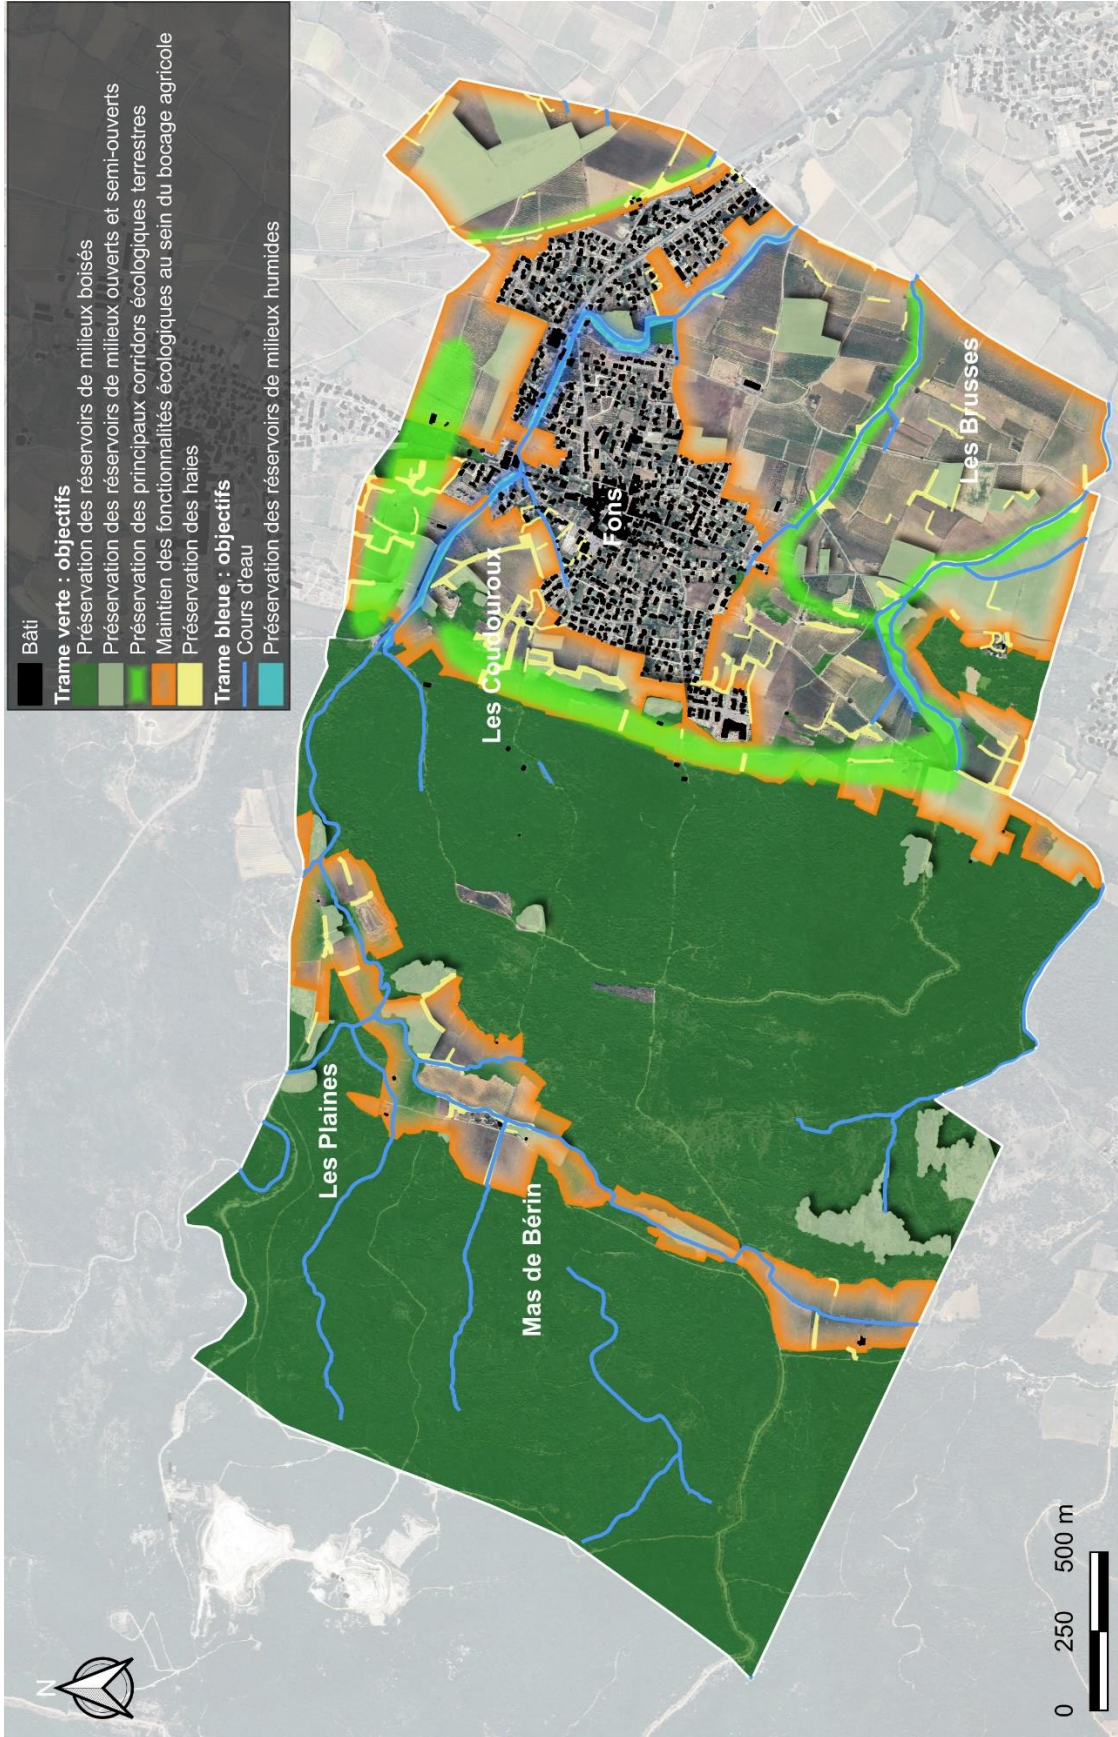 Bâti
Trame verte : objectifs
Préservation des réservoirs de milieux boisés
Préservation des réservoirs de milieux ouverts et semi-ouverts
Préservation des principaux corridors écologiques terrestres
Maintien des fonctionnalités écologiques au sein du bocage agricole
Préservation des haies
Trame bleue : objectifs
Cours d'eau
Préservation des réservoirs de milieux humides
N
Les Plaines
Mas de Bérin
Les Coudouroux
Fons
Les Brusses
0 250 500 m